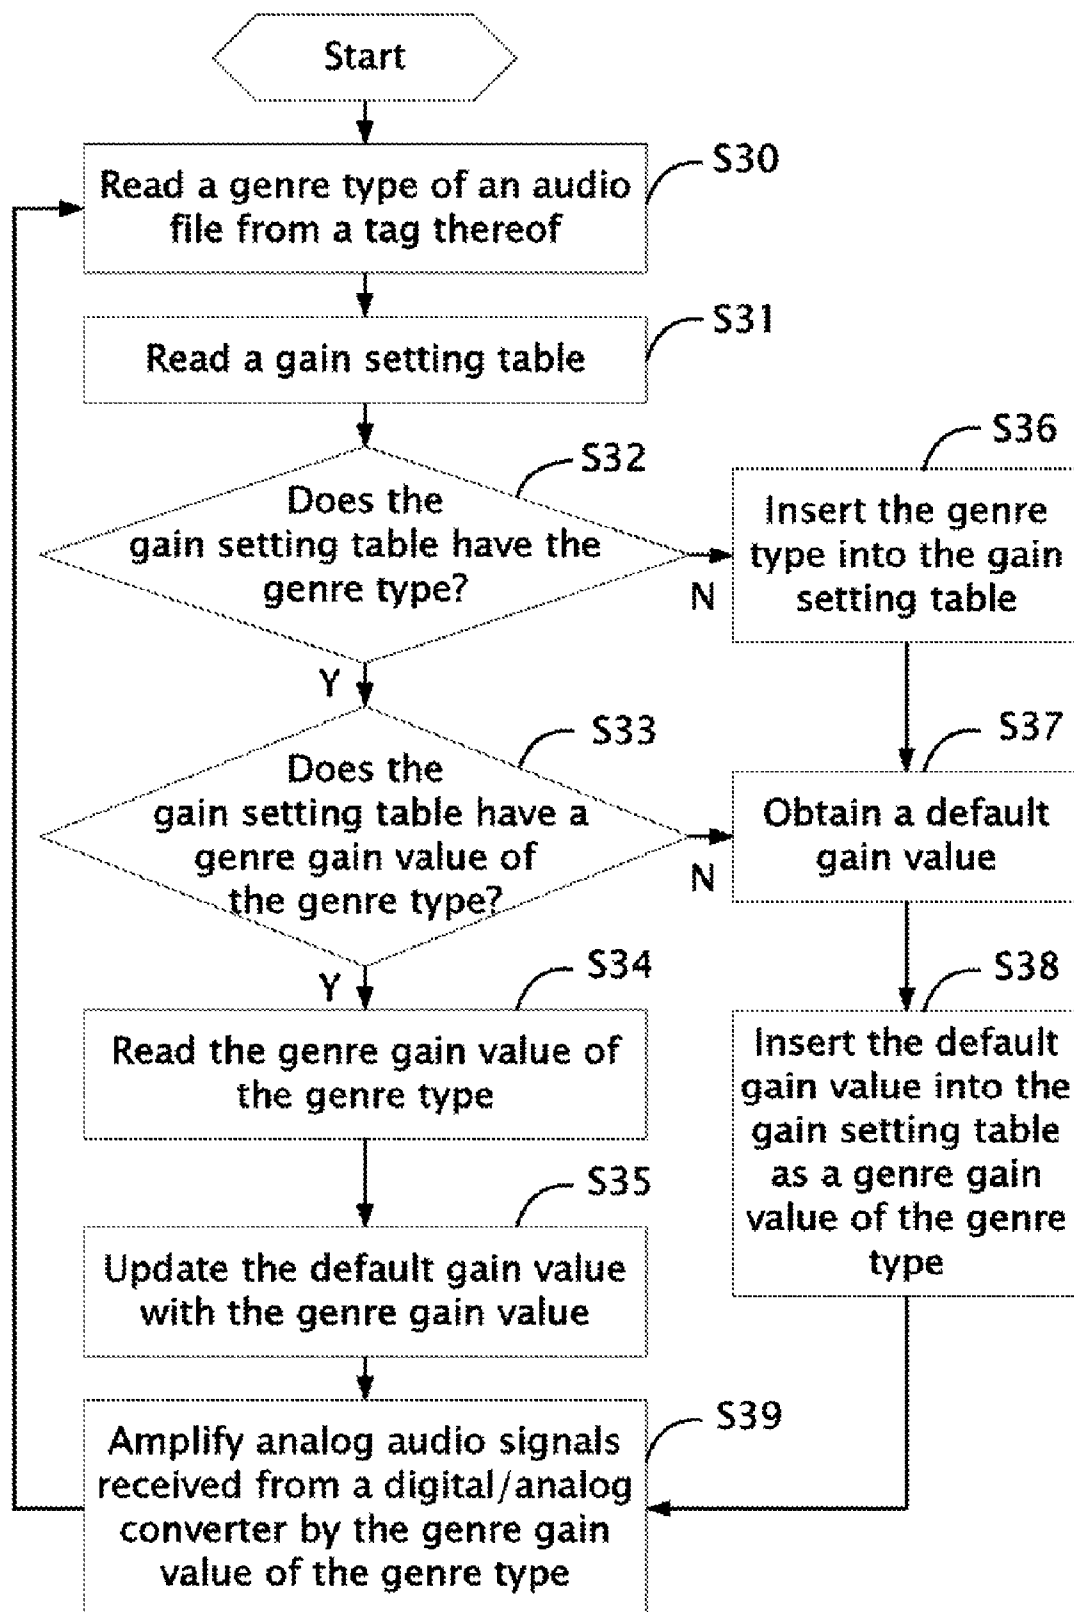 Start
S30
Read a genre type of an audio
file from a tag thereof
S31
Read a gain setting table
S32
Does the
gain setting table have the
genre type?
N
Y
S36
Insert the genre
type into the gain
setting table
S33
Does the
gain setting table have a
genre gain value of
the genre type?
N
Y
S37
Obtain a default
gain value
S34
Read the genre gain value of
the genre type
S38
Insert the default
gain value into the
gain setting table
as a genre gain
value of the genre
type
S35
Update the default gain value
with the genre gain value
S39
Amplify analog audio signals
received from a digital/analog
converter by the genre gain
value of the genre type